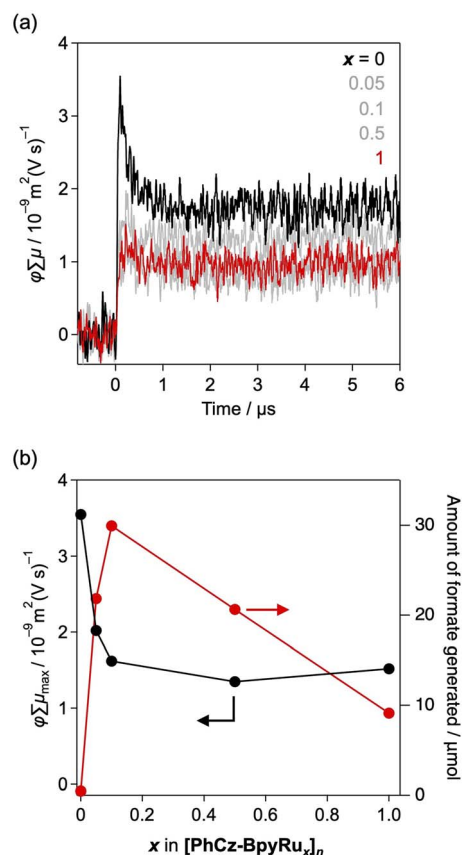 (a)
4
3
2
1
0
φ∑μ / 10⁻⁹ m² (V s)⁻¹
x = 0
0.05
0.1
0.5
1
0 1 2 3 4 5 6
Time / μs
(b)
4
3
2
1
0
φ∑μmax / 10⁻⁹ m² (V s)⁻¹
30
20
10
0
Amount of formate generated / μmol
0 0.2 0.4 0.6 0.8 1.0
x in [PhCz-BpyRuₓ]ₙ